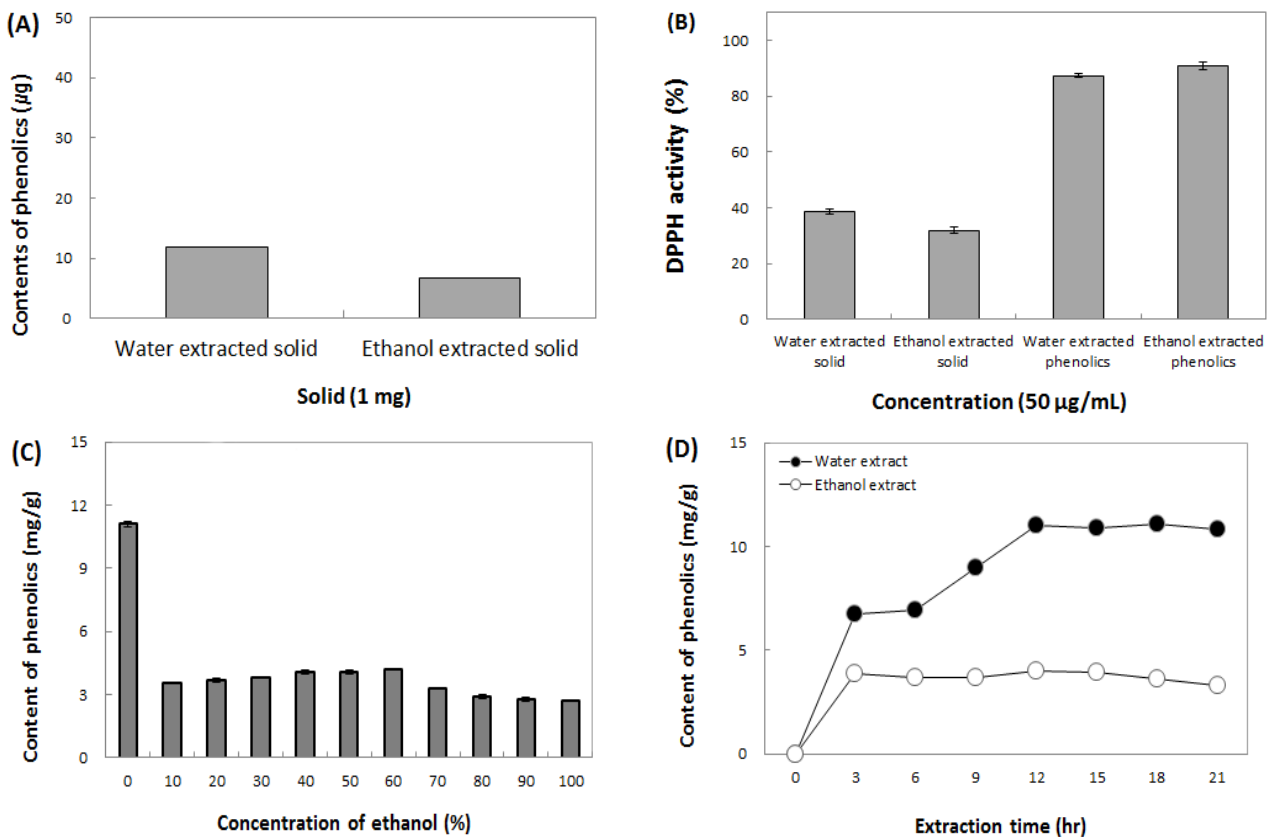 (A)
Contents of phenolics (µg)
50
40
30
20
10
0
Water extracted solid
Ethanol extracted solid
Solid (1 mg)
(B)
DPPH activity (%)
100
80
60
40
20
0
Water extracted
solid
Ethanol extracted
solid
Water extracted
phenolics
Ethanol extracted
phenolics
Concentration (50 µg/mL)
(C)
Content of phenolics (mg/g)
15
12
9
6
3
0
0 10 20 30 40 50 60 70 80 90 100
Concentration of ethanol (%)
(D)
Content of phenolics (mg/g)
15
10
5
0
Water extract
Ethanol extract
0 3 6 9 12 15 18 21
Extraction time (hr)